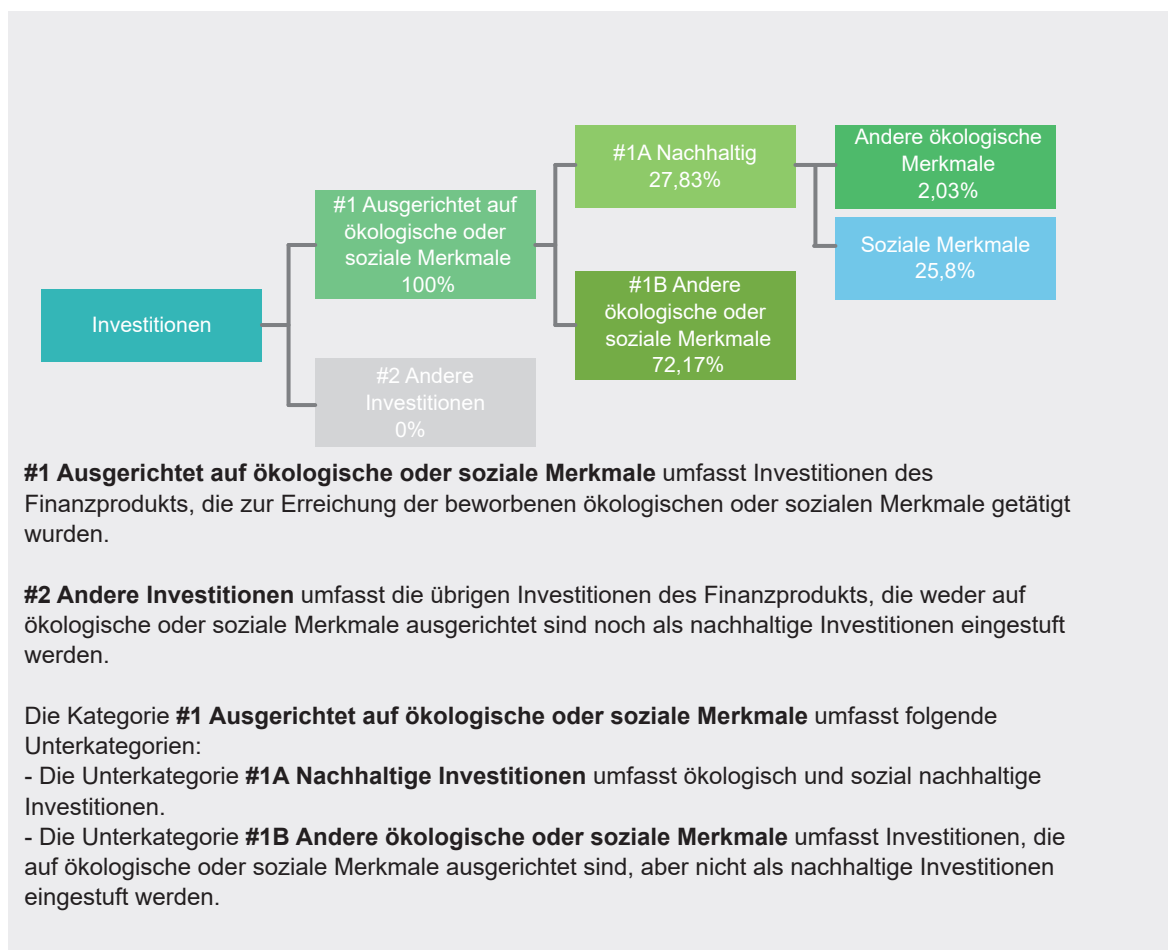 Investitionen
#1 Ausgerichtet auf
ökologische oder
soziale Merkmale
100%
#2 Andere
Investitionen
0%
#1A Nachhaltig
27,83%
#1B Andere
ökologische oder
soziale Merkmale
72,17%
Andere ökologische
Merkmale
2,03%
Soziale Merkmale
25,8%
#1 Ausgerichtet auf ökologische oder soziale Merkmale umfasst Investitionen des
Finanzprodukts, die zur Erreichung der beworbenen ökologischen oder sozialen Merkmale getätigt
wurden.
#2 Andere Investitionen umfasst die übrigen Investitionen des Finanzprodukts, die weder auf
ökologische oder soziale Merkmale ausgerichtet sind noch als nachhaltige Investitionen eingestuft
werden.
Die Kategorie #1 Ausgerichtet auf ökologische oder soziale Merkmale umfasst folgende
Unterkategorien:
- Die Unterkategorie #1A Nachhaltige Investitionen umfasst ökologisch und sozial nachhaltige
Investitionen.
- Die Unterkategorie #1B Andere ökologische oder soziale Merkmale umfasst Investitionen, die
auf ökologische oder soziale Merkmale ausgerichtet sind, aber nicht als nachhaltige Investitionen
eingestuft werden.